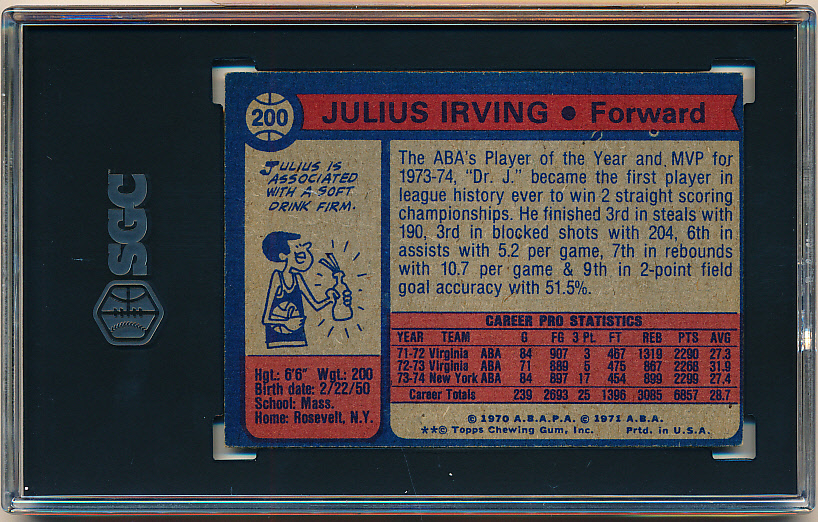 SGC
200 JULIUS IRVING • Forward
JULIUS IS
ASSOCIATED
WITH A SOFT
DRINK FIRM.
Hgt.: 6'6" Wgt.: 200
Birth date: 2/22/50
School: Mass.
Home: Rosevelt, N.Y.
The ABA's Player of the Year and MVP for
1973-74, "Dr. J." became the first player in
league history ever to win 2 straight scoring
championships. He finished 3rd in steals with
190, 3rd in blocked shots with 204, 6th in
assists with 5.2 per game, 7th in rebounds
with 10.7 per game & 9th in 2-point field
goal accuracy with 51.5%.
CAREER PRO STATISTICS
YEAR TEAM G FG 3 Pt. FT REB PTS AVG
71-72 Virginia ABA 84 907 3 467 1319 2290 27.3
72-73 Virginia ABA 71 889 5 475 867 2268 31.9
73-74 New York ABA 84 897 17 454 899 2299 27.4
Career Totals 239 2693 25 1396 3085 6857 28.7
© 1970 A.B.A.P.A. © 1971 A.B.A.
**© Topps Chewing Gum, Inc. Prtd. in U.S.A.